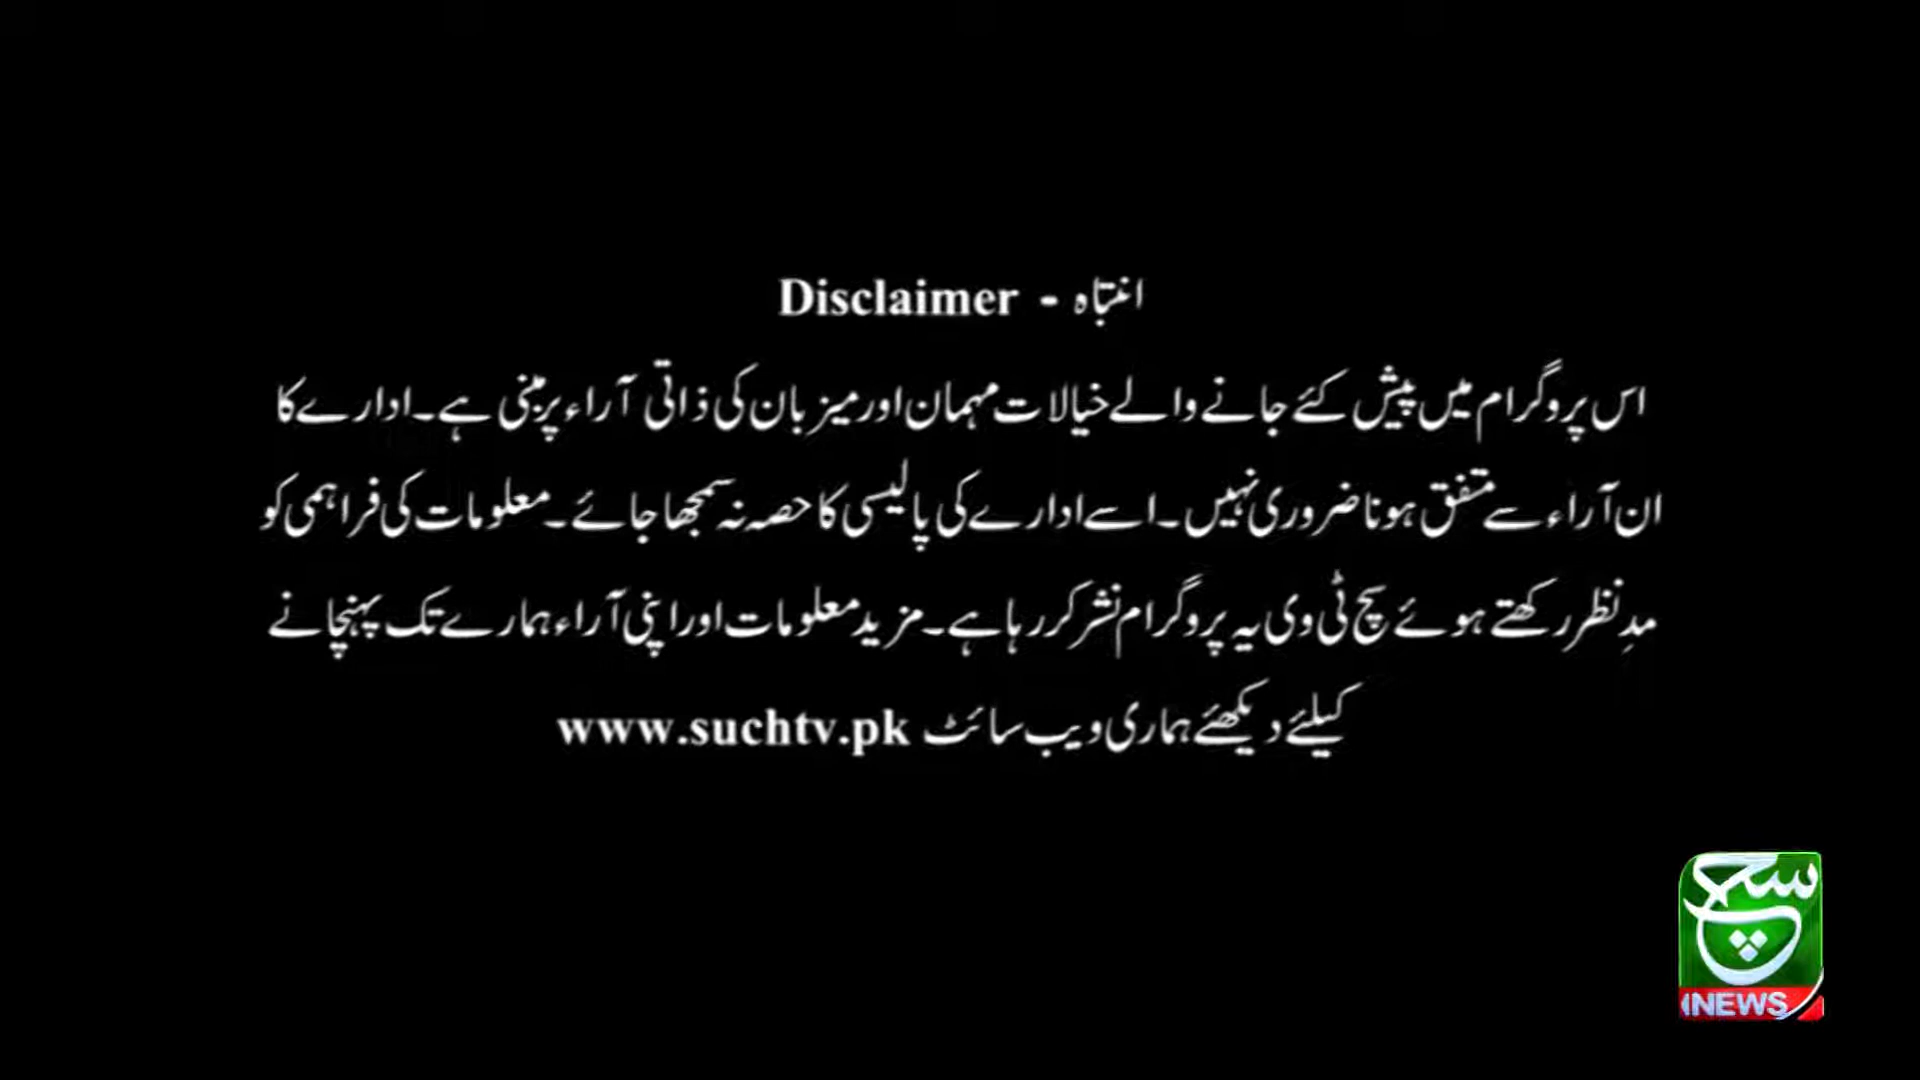 انتباہ - Disclaimer
اس پروگرام میں پیش کئے جانے والے خیالات مہمان اور میزبان کی ذاتی آراء پر مبنی ہے۔ ادارے کا
ان آراء سے متفق ہونا ضروری نہیں۔ اسے ادارے کی پالیسی کا حصہ نہ سمجھا جائے۔ معلومات کی فراہمی کو
مدِنظر رکھتے ہوئے سچ ٹی وی یہ پروگرام نشر کر رہا ہے۔ مزید معلومات اور اپنی آراء ہمارے تک پہنچانے
کیلئے دیکھئے ہماری ویب سائٹ www.suchtv.pk
سچ
NEWS